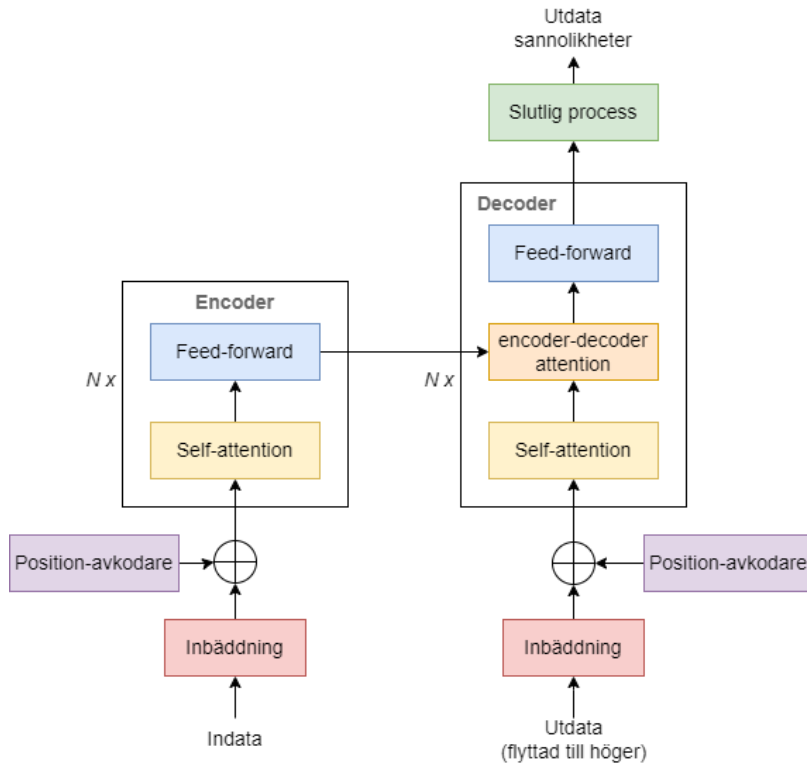 Utdata
sannolikheter
Slutlig process
Decoder
Feed-forward
Encoder
Feed-forward
encoder-decoder
attention
N x
N x
Self-attention
Self-attention
Position-avkodare
Position-avkodare
Inbäddning
Inbäddning
Indata
Utdata
(flyttad till höger)